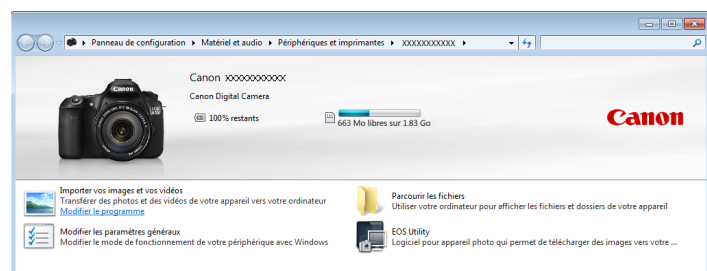 Panneau de configuration ▸ Matériel et audio ▸ Périphériques et imprimantes ▸ XXXXXXXXXXX ▸
Canon XXXXXXXXXXX
Canon Digital Camera
100% restants
663 Mo libres sur 1.83 Go
Canon
Canon
Importer vos images et vos vidéos
Transférer des photos et des vidéos de votre appareil vers votre ordinateur
Modifier le programme
Parcourir les fichiers
Utiliser votre ordinateur pour afficher les fichiers et dossiers de votre appareil
Modifier les paramètres généraux
Modifier le mode de fonctionnement de votre périphérique avec Windows
EOS Utility
Logiciel pour appareil photo qui permet de télécharger des images vers votre ...